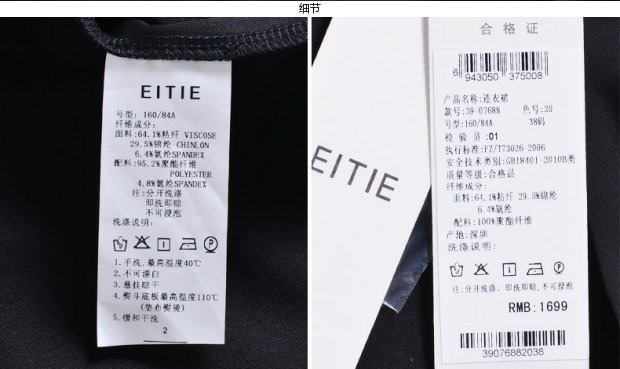 细节
EITIE
号型: 160/84A
纤维成分:
面料:64.1%粘纤 VISCOSE
29.5%锦纶 CHINLON
6.4%氨纶SPANDEX
配料:95.2%聚酯纤维
POLYESTER
4.8%氨纶SPANDEX
注:分开洗涤
即洗即晾
不可浸泡
洗涤说明:
1.手洗,最高温度40℃
2.不可漂白
3.悬挂晾干
4.熨斗底板最高温度110℃
(垫布熨烫)
5.缓和干洗
2
EITIE
合格证
6 943050 375008
产品名称:连衣裙
款号:39-07688 色号:20
号型:160/84A 38码
检 验 员 :01
执行标准:FZ/T73026-2006
安全技术类别:GB18401-2010B类
质量等级:合格品
纤维成分:
面料:64.1%粘纤 29.5%锦纶
6.4%氨纶
配料:100%聚酯纤维
产地:深圳
洗涤说明:
注:分开洗涤, 即洗即晾,不可浸泡
RMB:1699
39076882038